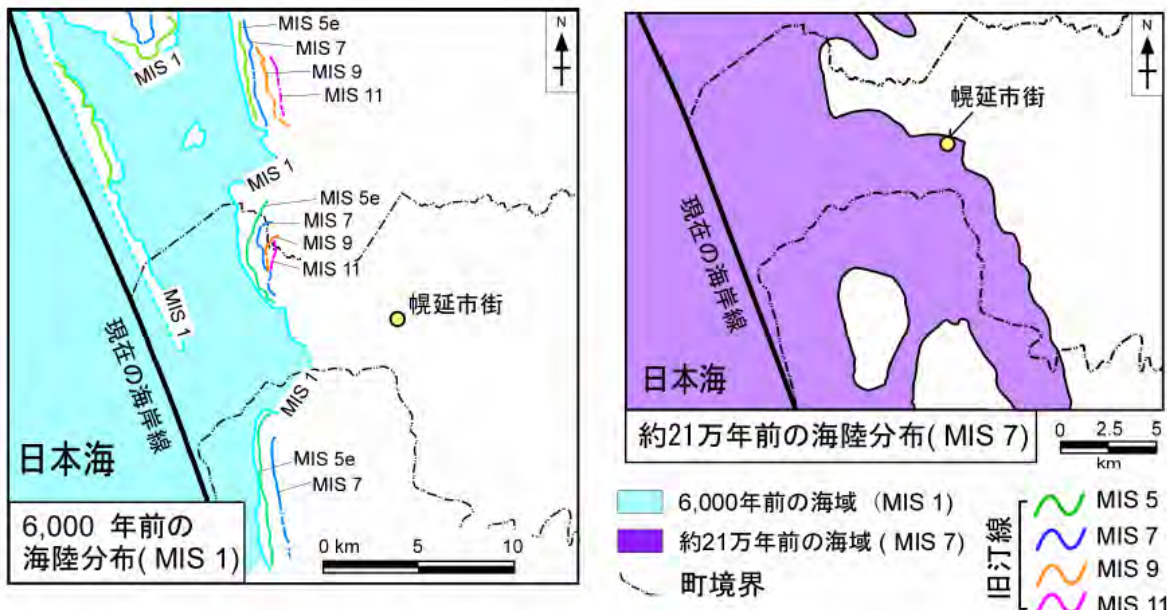 MIS 5e
MIS 7
MIS 9
MIS 11
MIS 1
N
MIS 1
MIS 5e
MIS 7
MIS 9
MIS 11
幌延市街
MIS 1
現在の海岸線
MIS 1
日本海
MIS 5e
MIS 7
6,000 年前の
海陸分布( MIS 1)
0 km 5 10
N
幌延市街
現在の海岸線
日本海
約21万年前の海陸分布( MIS 7)
0 2.5 5
km
6,000年前の海域 (MIS 1)
約21万年前の海域 ( MIS 7)
町境界
旧汀線
MIS 5
MIS 7
MIS 9
MIS 11